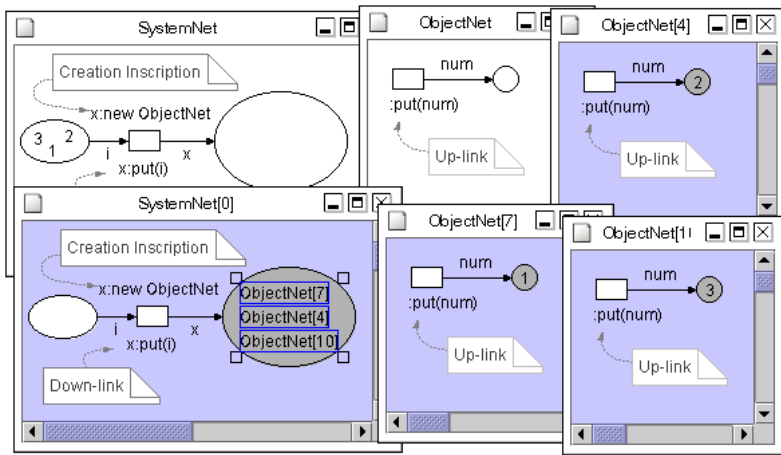 SystemNet
Creation Inscription
x:new ObjectNet
3 1 2
i
x
x:put(i)
ObjectNet
num
:put(num)
Up-link
ObjectNet[4]
num
2
:put(num)
Up-link
SystemNet[0]
Creation Inscription
x:new ObjectNet
ObjectNet[7]
ObjectNet[4]
ObjectNet[10]
i
x
x:put(i)
Down-link
ObjectNet[7]
num
1
:put(num)
Up-link
ObjectNet[1
num
3
:put(num)
Up-link